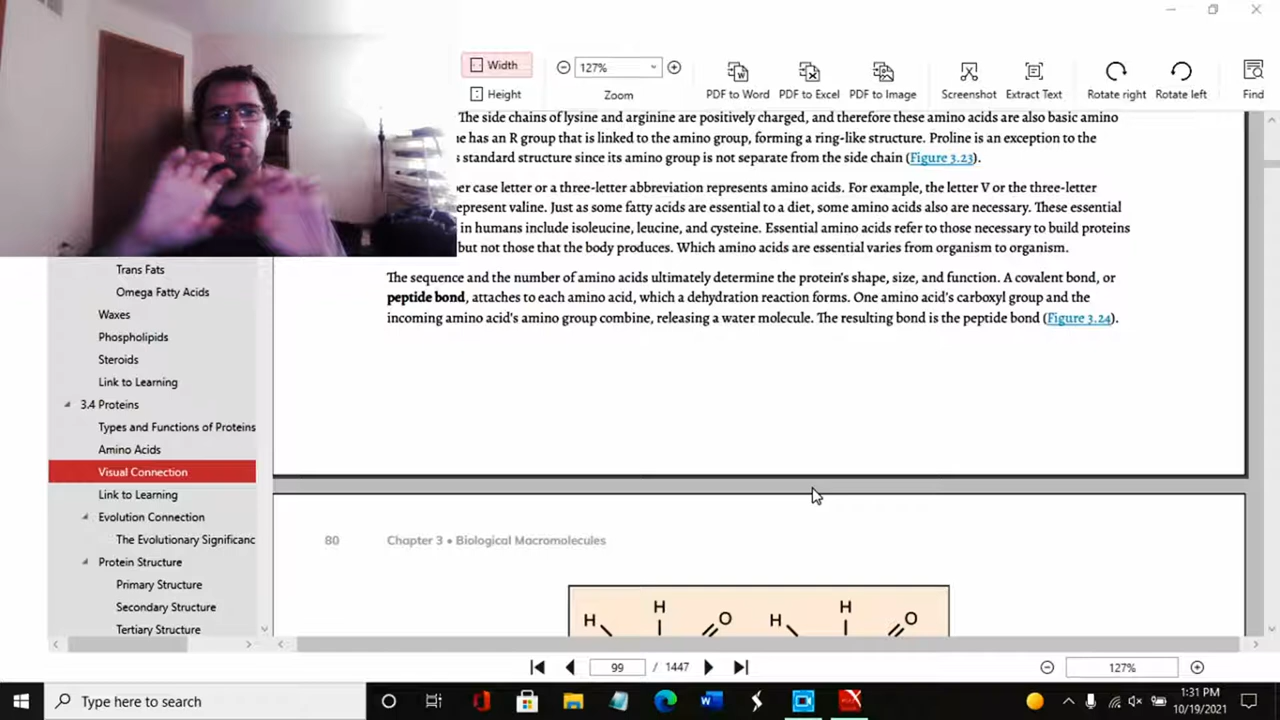 Width
Height
127%
Zoom
PDF to Word
PDF to Excel
PDF to Image
Screenshot
Extract Text
Rotate right
Rotate left
Find
The side chains of lysine and arginine are positively charged, and therefore these amino acids are also basic amino
has an R group that is linked to the amino group, forming a ring-like structure. Proline is an exception to the
standard structure since its amino group is not separate from the side chain (Figure 3.23).
case letter or a three-letter abbreviation represents amino acids. For example, the letter V or the three-letter
epresent valine. Just as some fatty acids are essential to a diet, some amino acids also are necessary. These essential
in humans include isoleucine, leucine, and cysteine. Essential amino acids refer to those necessary to build proteins
but not those that the body produces. Which amino acids are essential varies from organism to organism.
The sequence and the number of amino acids ultimately determine the protein's shape, size, and function. A covalent bond, or
peptide bond, attaches to each amino acid, which a dehydration reaction forms. One amino acid's carboxyl group and the
incoming amino acid's amino group combine, releasing a water molecule. The resulting bond is the peptide bond (Figure 3.24).
Trans Fats
Omega Fatty Acids
Waxes
Phospholipids
Steroids
Link to Learning
3.4 Proteins
Types and Functions of Proteins
Amino Acids
Visual Connection
Link to Learning
Evolution Connection
The Evolutionary Significanc
Protein Structure
Primary Structure
Secondary Structure
Tertiary Structure
80 Chapter 3 • Biological Macromolecules
H H O H H O
99 / 1447
127%
Type here to search
1:31 PM
10/19/2021